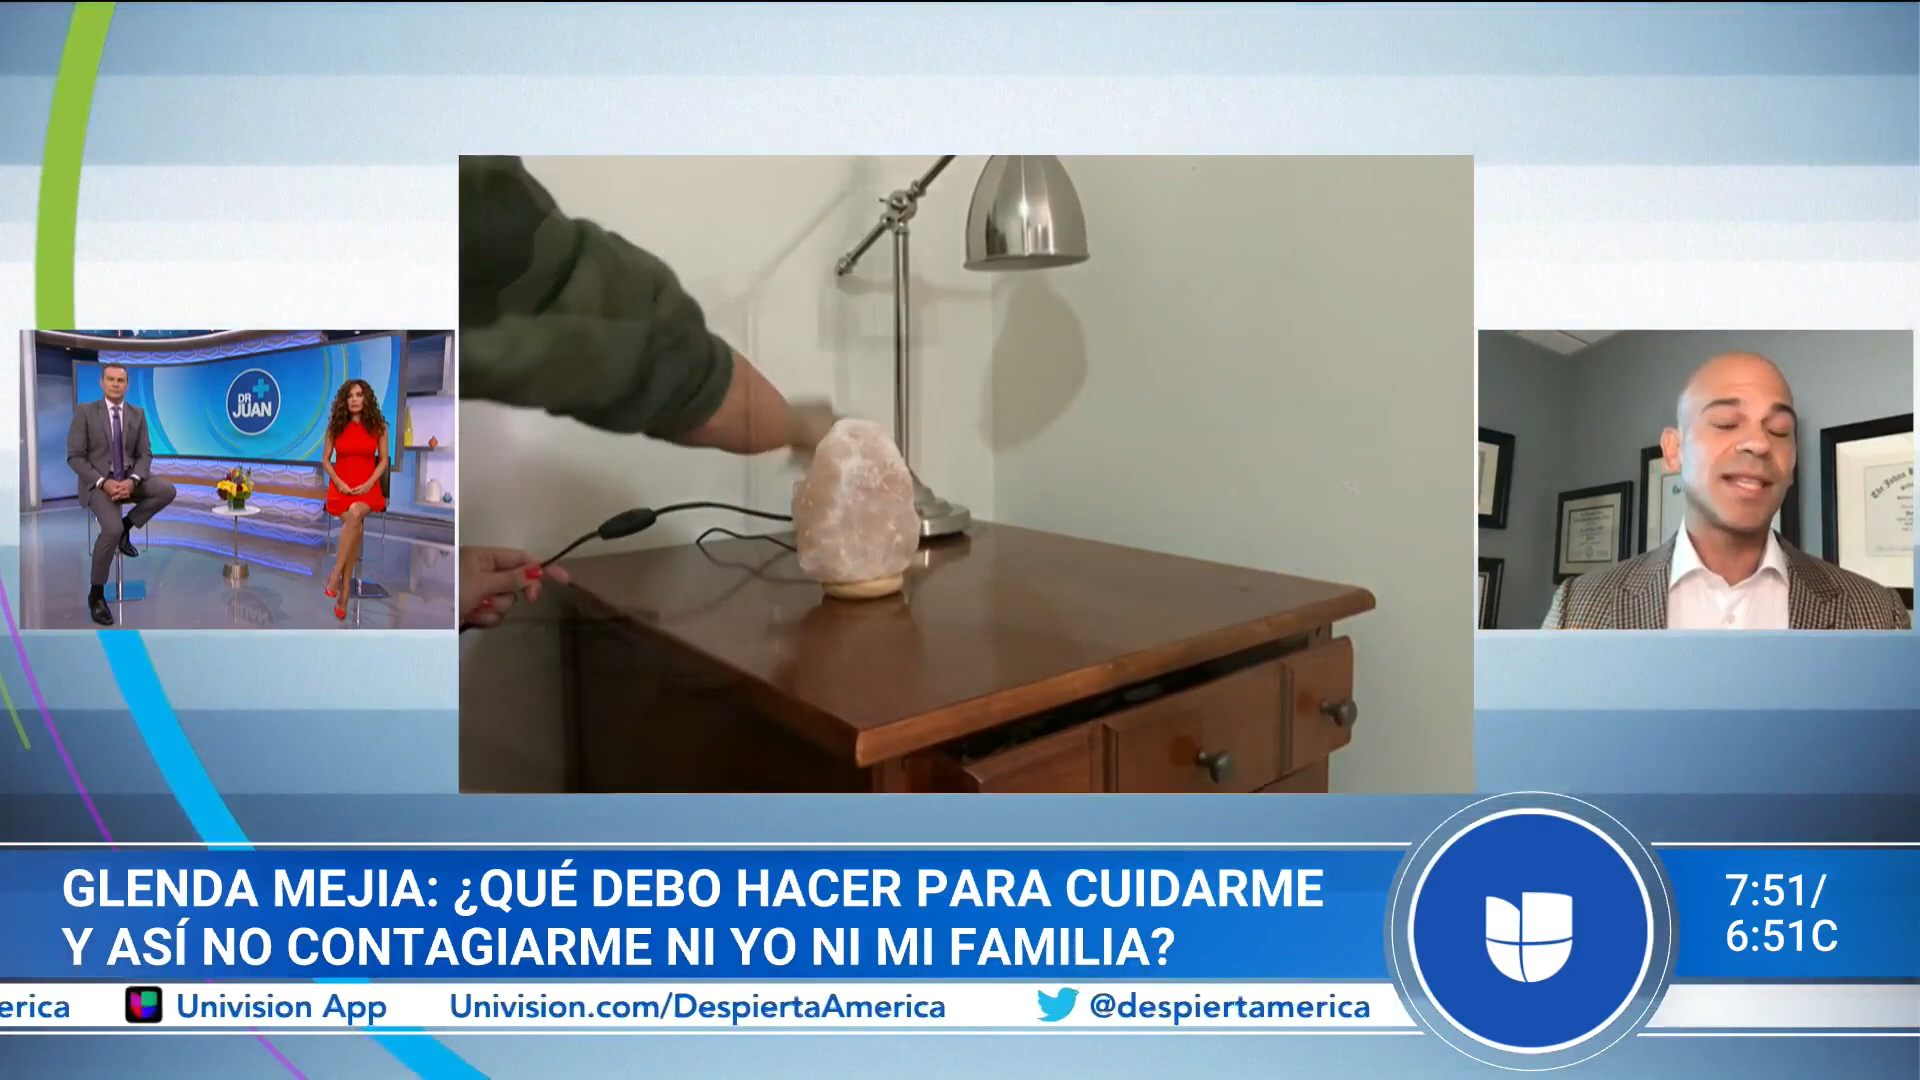 DR
JUAN
GLENDA MEJIA: ¿QUÉ DEBO HACER PARA CUIDARME
Y ASÍ NO CONTAGIARME NI YO NI MI FAMILIA?
7:51/
6:51C
erica Univision App Univision.com/DespiertaAmerica @despiertamerica